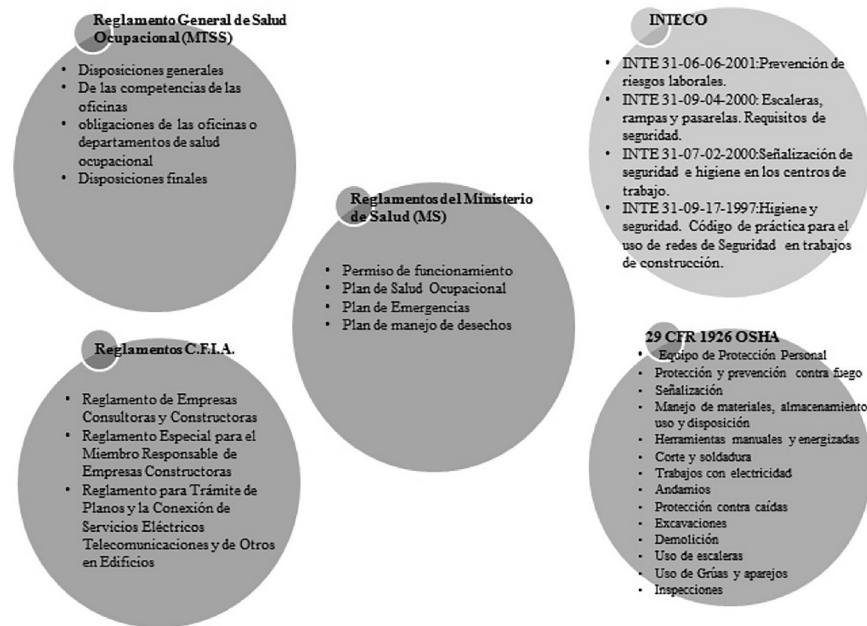 Reglamento General de Salud
Ocupacional (MTSS)
• Disposiciones generales
• De las competencias de las
oficinas
• obligaciones de las oficinas o
departamentos de salud
ocupacional
• Disposiciones finales
INTECO
• INTE 31-06-06-2001:Prevención de
riesgos laborales.
• INTE 31-09-04-2000: Escaleras,
rampas y pasarelas. Requisitos de
seguridad.
• INTE 31-07-02-2000:Señalización de
seguridad e higiene en los centros de
trabajo.
• INTE 31-09-17-1997:Higiene y
seguridad. Código de práctica para el
uso de redes de Seguridad en trabajos
de construcción.
Reglamentos del Ministerio
de Salud (MS)
• Permiso de funcionamiento
• Plan de Salud Ocupacional
• Plan de Emergencias
• Plan de manejo de desechos
Reglamentos C.F.I.A.
• Reglamento de Empresas
Consultoras y Constructoras
• Reglamento Especial para el
Miembro Responsable de
Empresas Constructoras
• Reglamento para Trámite de
Planos y la Conexión de
Servicios Eléctricos
Telecomunicaciones y de Otros
en Edificios
29 CFR 1926 OSHA
• Equipo de Protección Personal
• Protección y prevención contra fuego
• Señalización
• Manejo de materiales, almacenamiento
uso y disposición
• Herramientas manuales y energizadas
• Corte y soldadura
• Trabajos con electricidad
• Andamios
• Protección contra caídas
• Excavaciones
• Demolición
• Uso de escaleras
• Uso de Grúas y aparejos
• Inspecciones